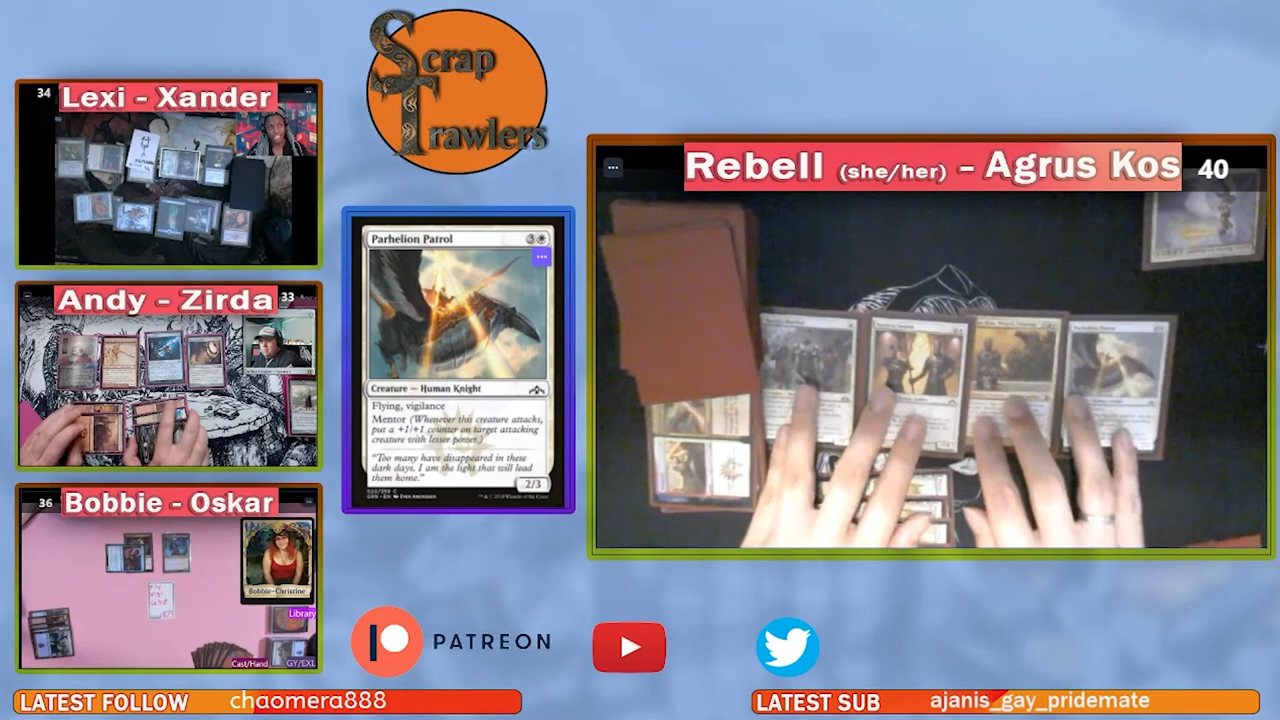 Scrap
Trawlers
34
Lexi - Xander
Andy - Zirda
33
36
Bobbie - Oskar
Bobbie-Christine
Library
Cast/Hand
GY/EXL
Parhelion Patrol
3
Creature — Human Knight
Flying, vigilance
Mentor (Whenever this creature attacks,
put a +1/+1 counter on target attacking
creature with lesser power.)
"Too many have disappeared in these
dark days. I am the light that will lead
them home."
2/3
Rebell (she/her) - Agrus Kos
40
Parhelion Patrol
PATREON
LATEST FOLLOW
chaomera888
LATEST SUB
ajanis_gay_pridemate